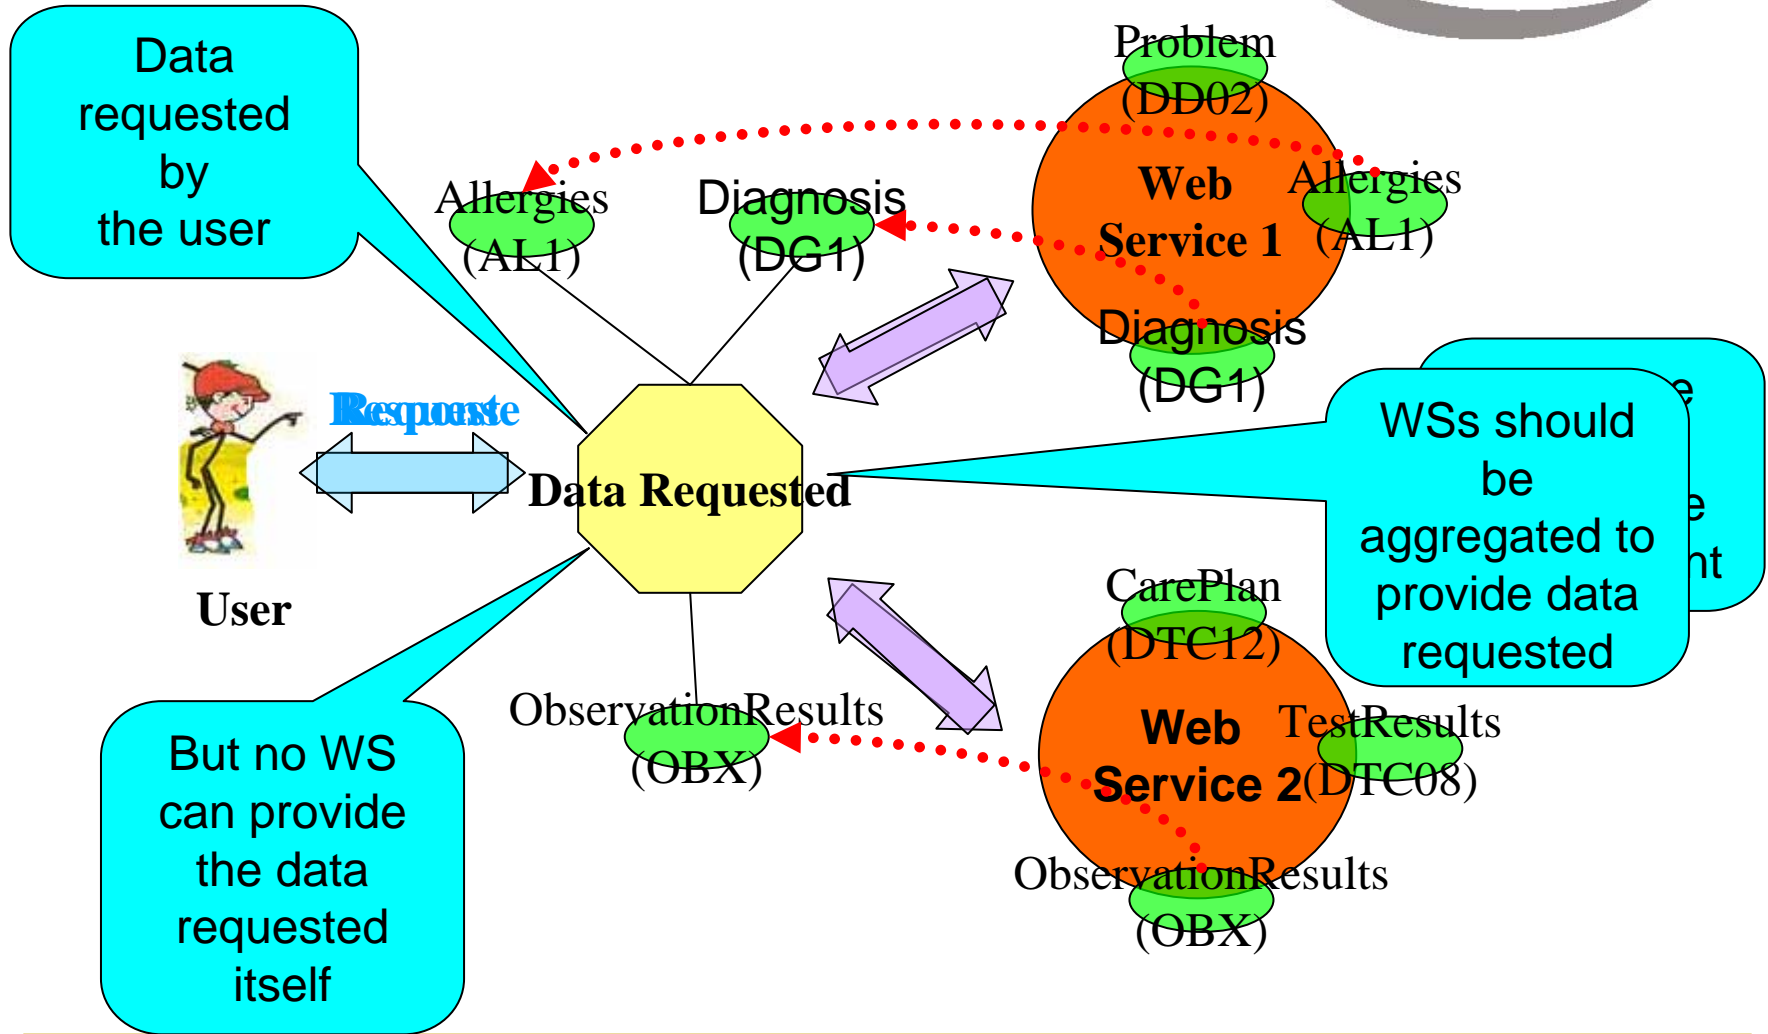 Data
requested
by
the user
Problem
(DD02)
Web
Service 1
Allergies
(AL1)
Diagnosis
(DG1)
Allergies
(AL1)
Diagnosis
(DG1)
Data Requested
User
WSs should
be
aggregated to
provide data
requested
CarePlan
(DTC12)
Web
Service 2
TestResults
(DTC08)
ObservationResults
(OBX)
ObservationResults
(OBX)
But no WS
can provide
the data
requested
itself